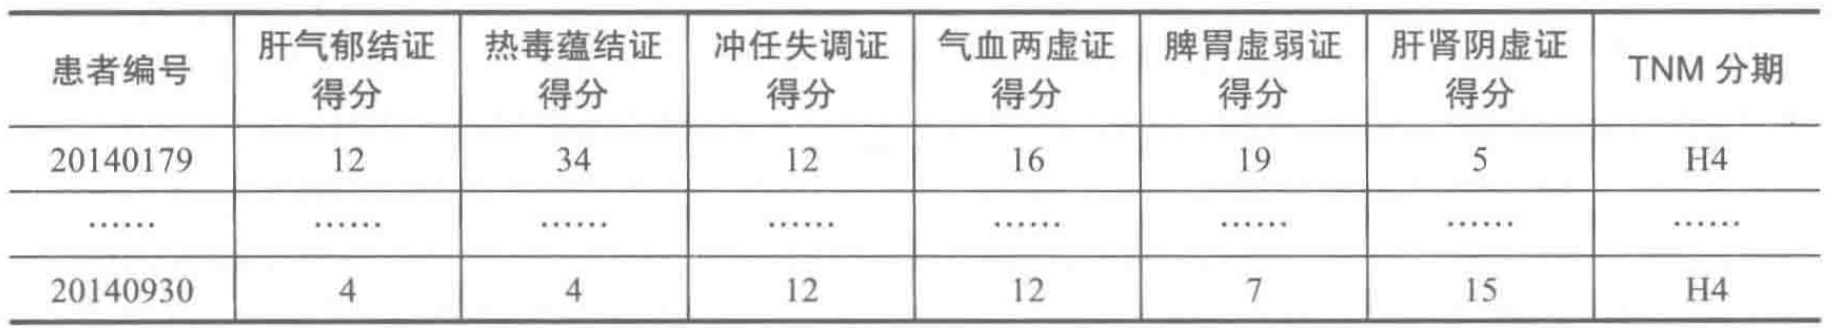 患者编号 肝气郁结证得分 热毒蕴结证得分 冲任失调证得分 气血两虚证得分 脾胃虚弱证得分 肝肾阴虚证得分 TNM 分期
20140179 12 34 12 16 19 5 H4
…… …… …… …… …… …… …… ……
20140930 4 4 12 12 7 15 H4